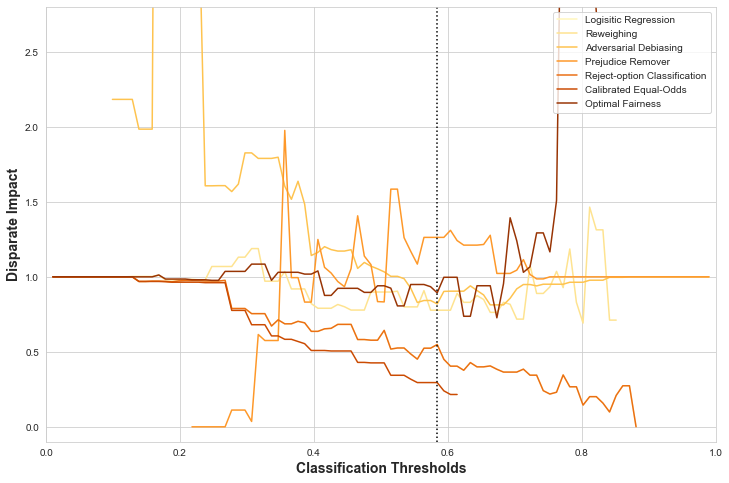 Logisitic Regression
Reweighing
Adversarial Debiasing
Prejudice Remover
Reject-option Classification
Calibrated Equal-Odds
Optimal Fairness
2.5
2.0
1.5
1.0
0.5
0.0
Disparate Impact
0.0 0.2 0.4 0.6 0.8 1.0
Classification Thresholds